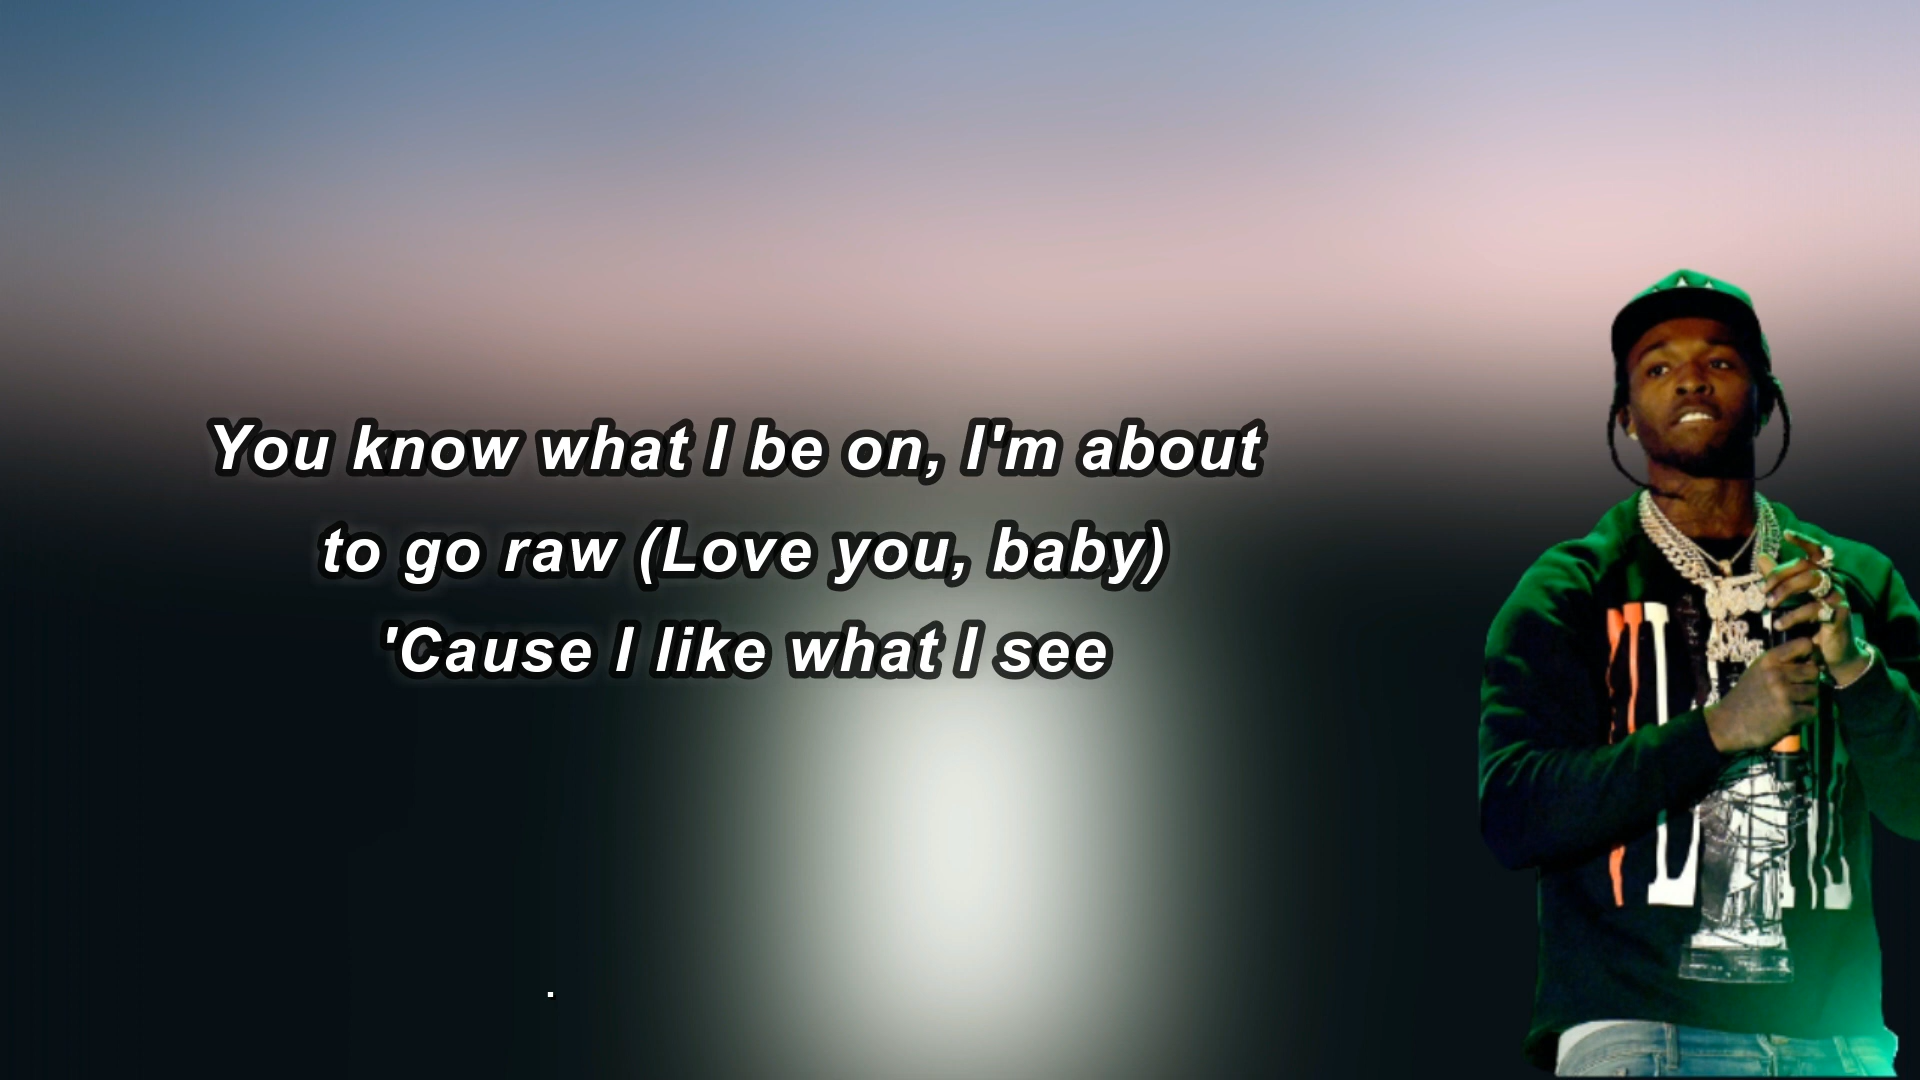 You know what I be on, I'm about
to go raw (Love you, baby)
'Cause I like what I see
.